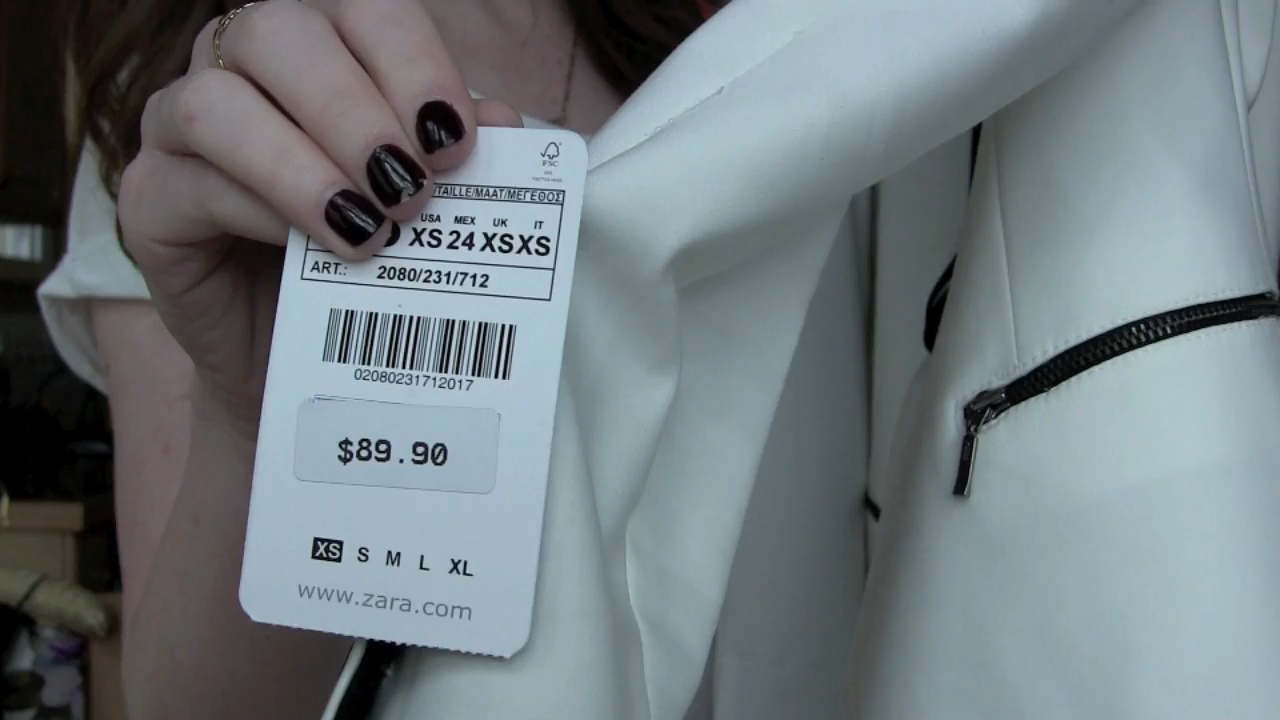 FSC
/TAILLE/MAAT/ΜΕΓΕΘΟΣ
USA MEX UK IT
XS 24 XS XS
ART.: 2080/231/712
02080231712017
$89.90
XS S M L XL
www.zara.com